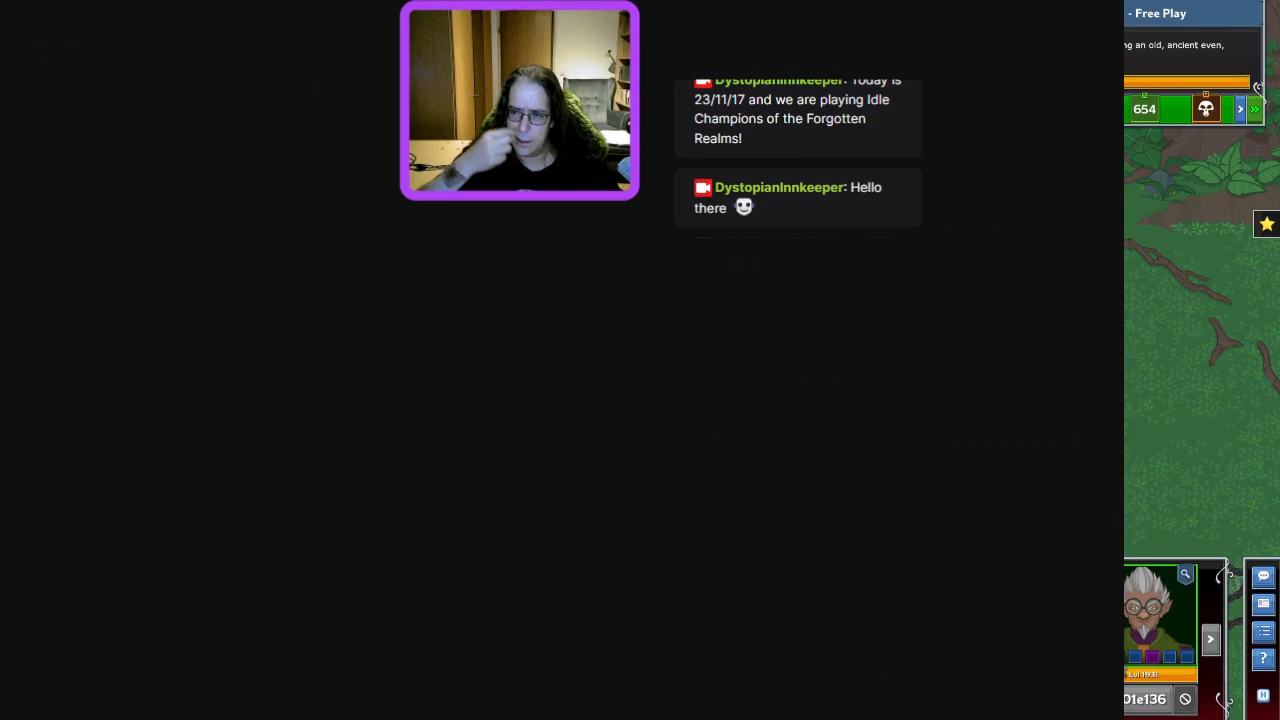 - Free Play
ng an old, ancient even,
654
DystopianInnkeeper: Today is
23/11/17 and we are playing Idle
Champions of the Forgotten
Realms!
DystopianInnkeeper: Hello
there
?
01e136
H